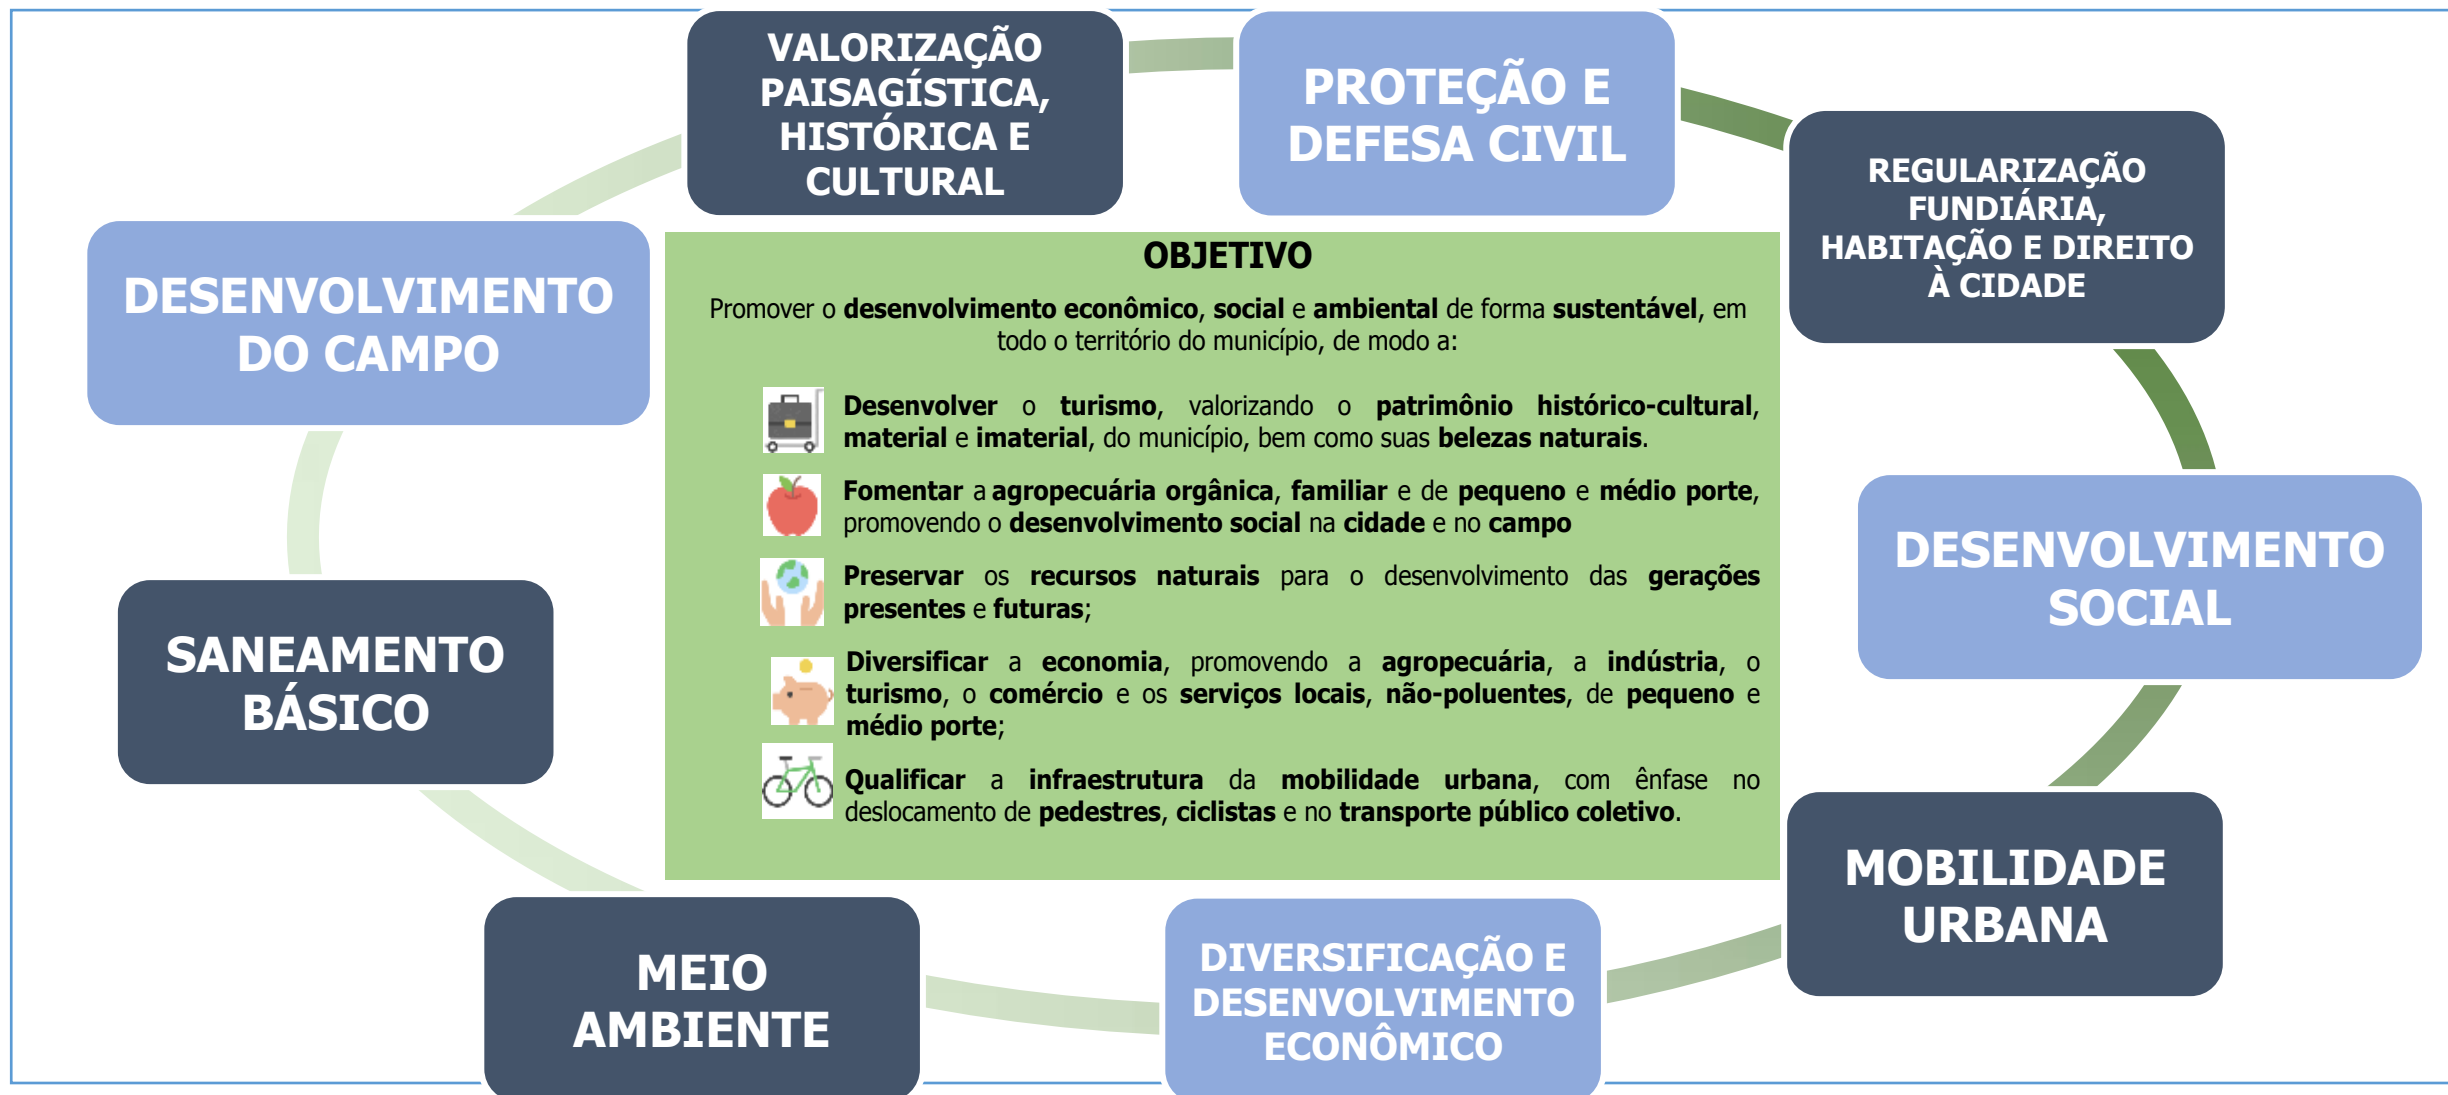 VALORIZAÇÃO
PAISAGÍSTICA,
HISTÓRICA E
CULTURAL
PROTEÇÃO E
DEFESA CIVIL
REGULARIZAÇÃO
FUNDIÁRIA,
HABITAÇÃO E DIREITO
À CIDADE
DESENVOLVIMENTO
SOCIAL
MOBILIDADE
URBANA
DIVERSIFICAÇÃO E
DESENVOLVIMENTO
ECONÔMICO
MEIO
AMBIENTE
SANEAMENTO
BÁSICO
DESENVOLVIMENTO
DO CAMPO
OBJETIVO
Promover o desenvolvimento econômico, social e ambiental de forma sustentável, em
todo o território do município, de modo a:
Desenvolver o turismo, valorizando o patrimônio histórico-cultural,
material e imaterial, do município, bem como suas belezas naturais.
Fomentar a agropecuária orgânica, familiar e de pequeno e médio porte,
promovendo o desenvolvimento social na cidade e no campo
Preservar os recursos naturais para o desenvolvimento das gerações
presentes e futuras;
Diversificar a economia, promovendo a agropecuária, a indústria, o
turismo, o comércio e os serviços locais, não-poluentes, de pequeno e
médio porte;
Qualificar a infraestrutura da mobilidade urbana, com ênfase no
deslocamento de pedestres, ciclistas e no transporte público coletivo.